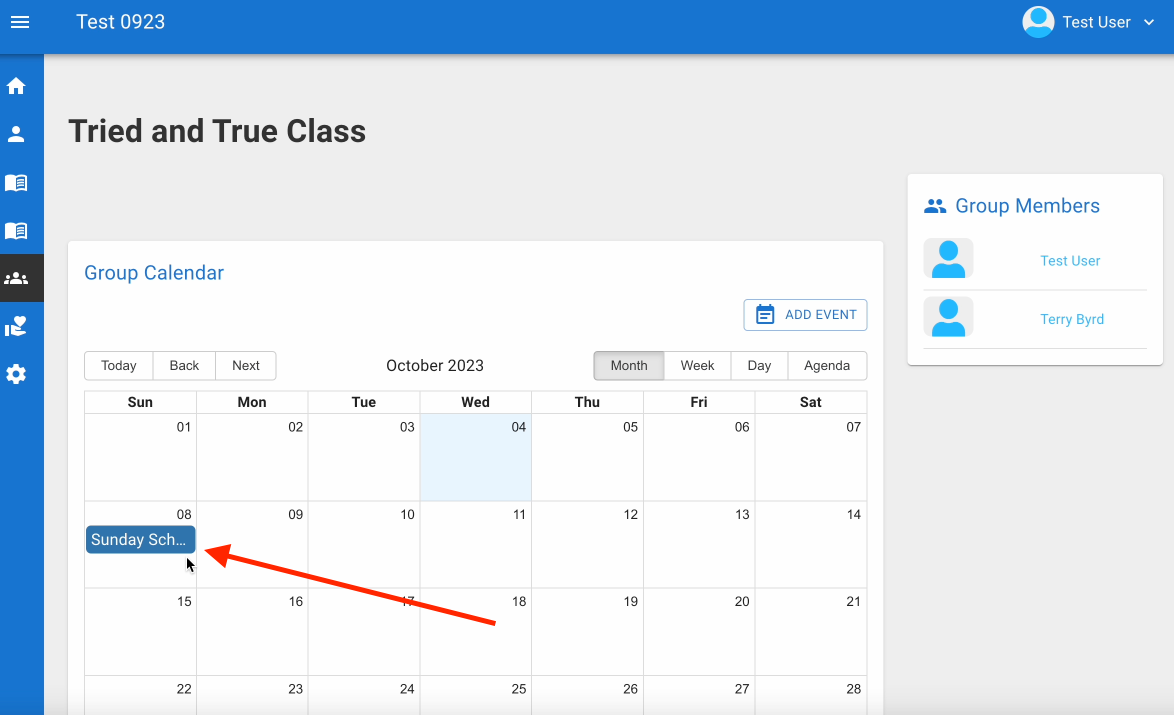 Test 0923
Test User
Tried and True Class
Group Members
Test User
Terry Byrd
Group Calendar
ADD EVENT
Today Back Next October 2023 Month Week Day Agenda
Sun Mon Tue Wed Thu Fri Sat
01 02 03 04 05 06 07
08 09 10 11 12 13 14
Sunday Sch...
15 16 17 18 19 20 21
22 23 24 25 26 27 28